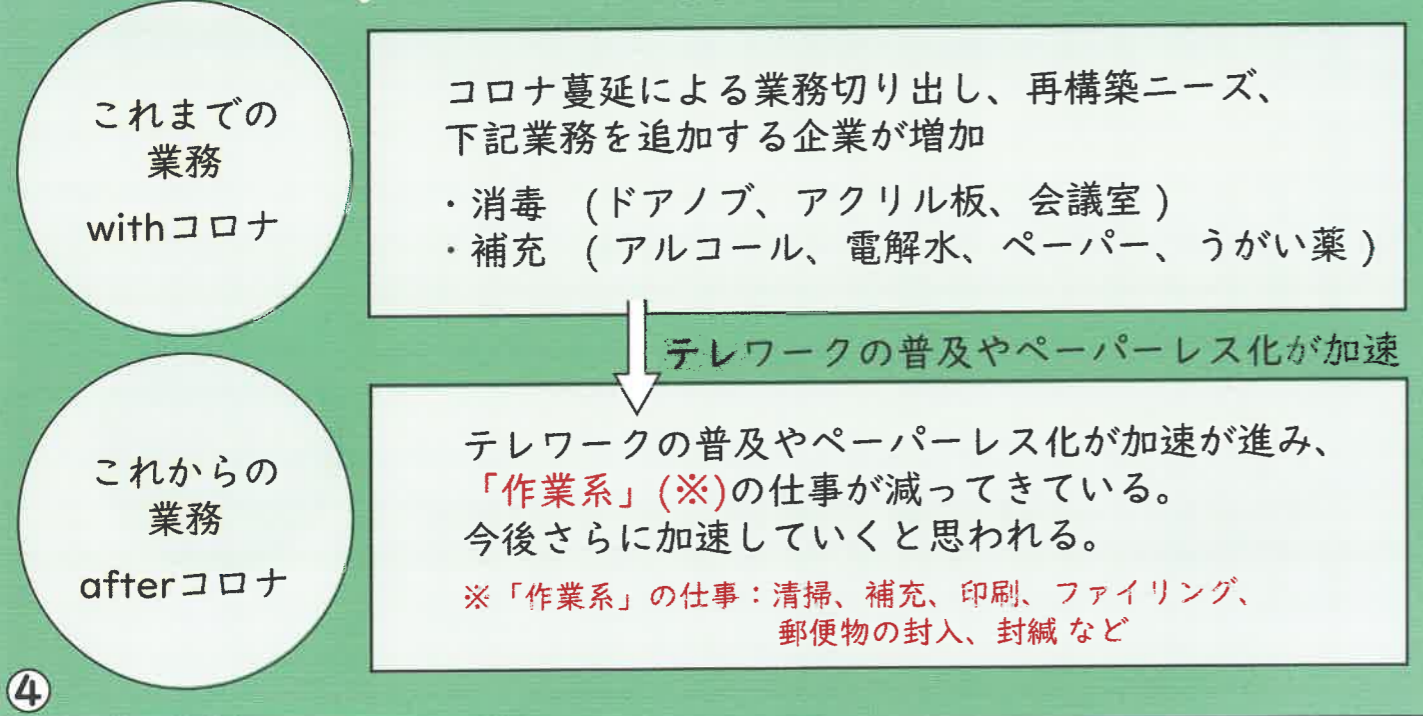 これまでの
業務
withコロナ
コロナ蔓延による業務切り出し、再構築ニーズ、
下記業務を追加する企業が増加
・消毒 (ドアノブ、アクリル板、会議室)
・補充 (アルコール、電解水、ペーパー、うがい薬)
テレワークの普及やペーパーレス化が加速
これからの
業務
afterコロナ
テレワークの普及やペーパーレス化が加速が進み、
「作業系」(※)の仕事が減ってきている。
今後さらに加速していくと思われる。
※「作業系」の仕事：清掃、補充、印刷、ファイリング、
郵便物の封入、封緘 など
④